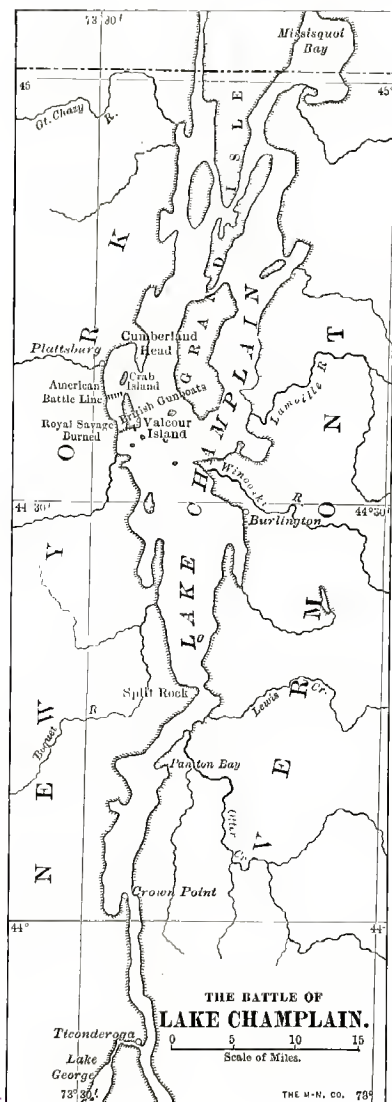 73° 30'
Missisquoi
Bay
45
45°
Gt. Chazy
R.
GRAND ISLE
NEW YORK
Cumberland
Head
Plattsburg
Crab
Island
American
Battle Line
British Gunboats
Royal Savage
Burned
Valcour
Island
LAKE CHAMPLAIN
VERMONT
Lamville R
Winooski
R
44°30'
44°30'
Burlington
Split Rock
Boquet
R
Lewis
Cr.
Panton Bay
Otter
Cr.
Crown Point
44°
44°
THE BATTLE OF
LAKE CHAMPLAIN.
0 5 10 15
Scale of Miles.
Ticonderoga
Lake
George
73°30'
THE M-N. CO.
73°